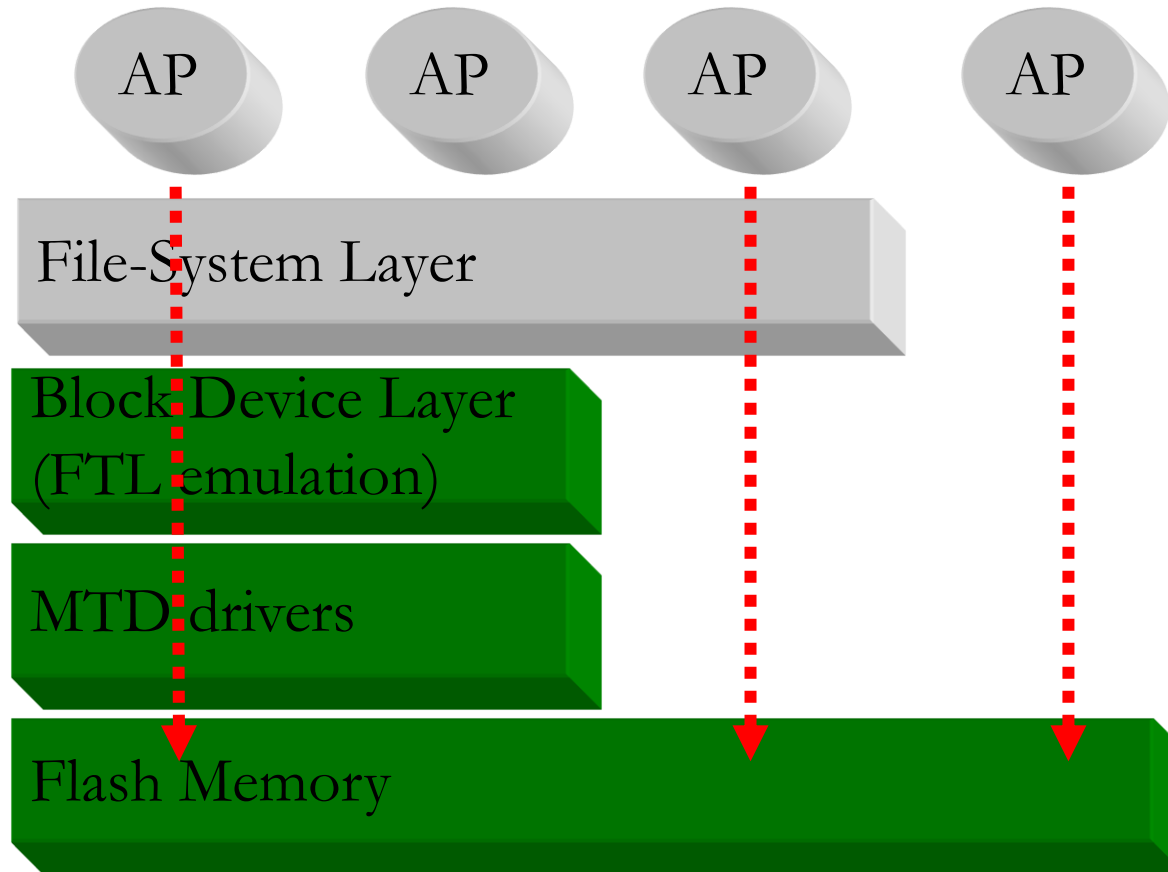 AP
AP
AP
AP
File-System Layer
Block Device Layer
(FTL emulation)
MTD drivers
Flash Memory